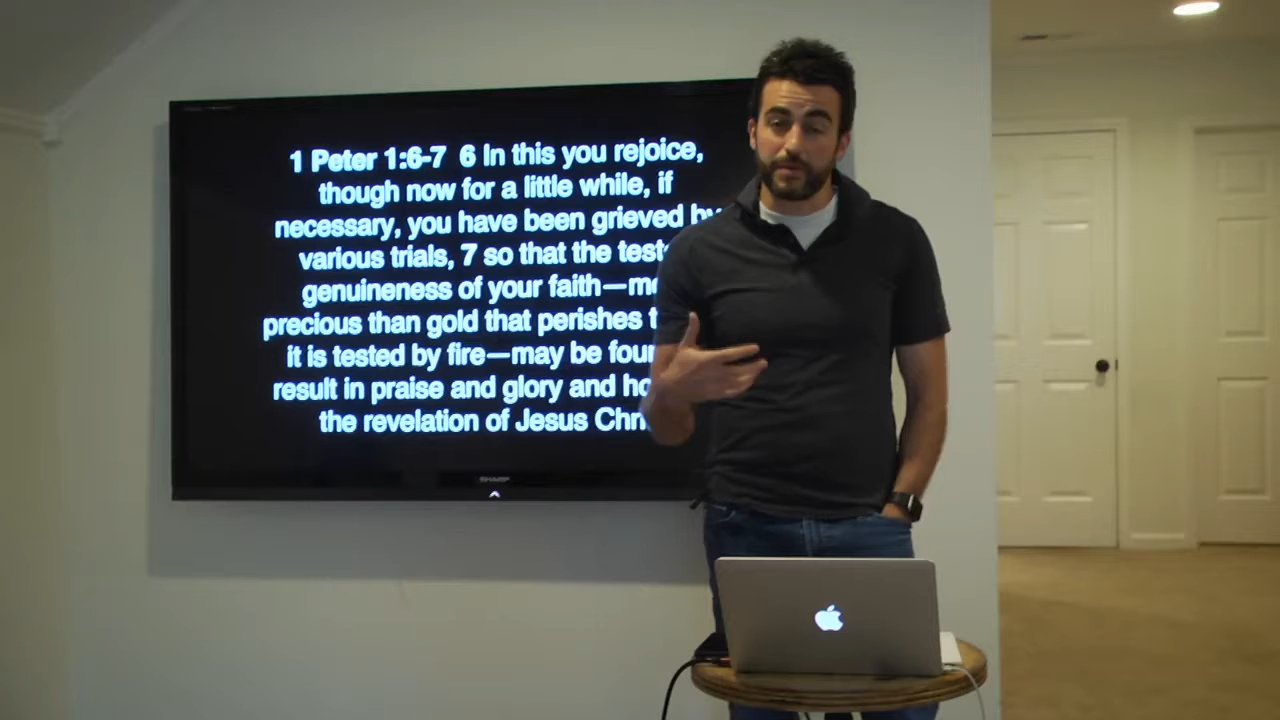 1 Peter 1:6-7 6 In this you rejoice,
though now for a little while, if
necessary, you have been grieved by
various trials, 7 so that the
genuineness of your faith—
precious than gold that perishes
it is tested by fire—may be
result in praise and glory and
the revelation of Jesus
SHARP